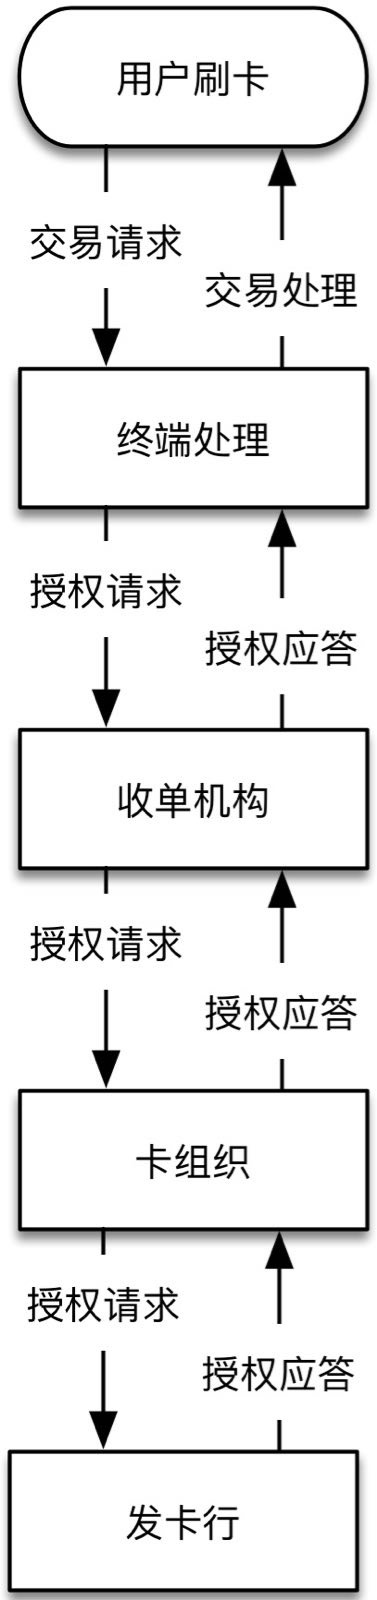 用户刷卡
交易请求
交易处理
终端处理
授权请求
授权应答
收单机构
授权请求
授权应答
卡组织
授权请求
授权应答
发卡行